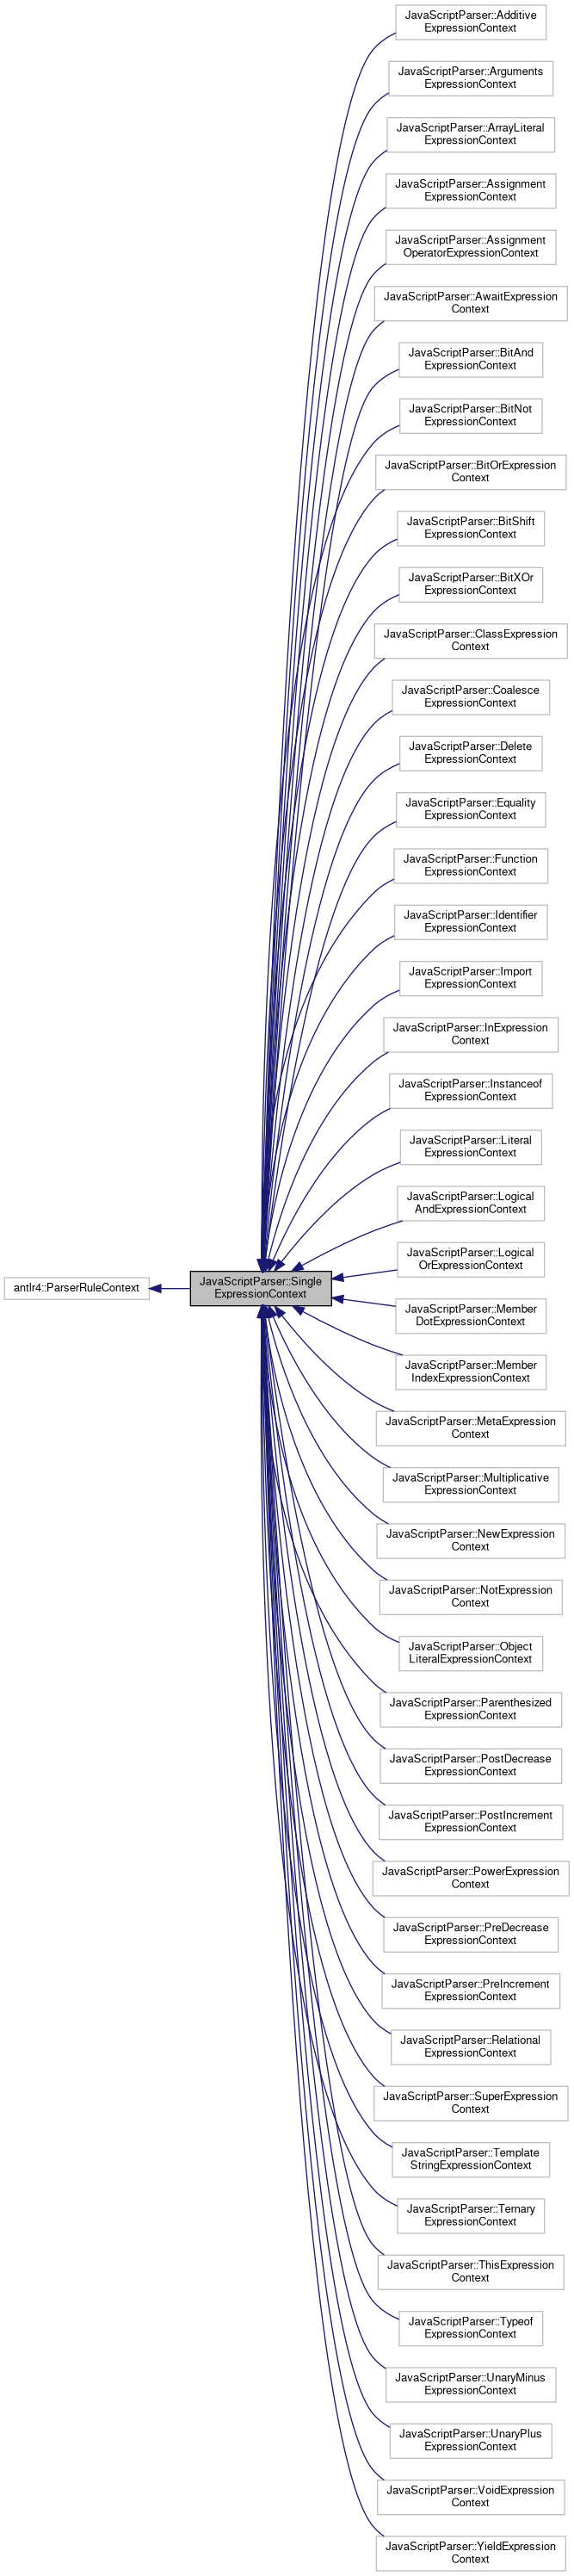 JavaScriptParser::Additive
ExpressionContext
JavaScriptParser::Arguments
ExpressionContext
JavaScriptParser::ArrayLiteral
ExpressionContext
JavaScriptParser::Assignment
ExpressionContext
JavaScriptParser::Assignment
OperatorExpressionContext
JavaScriptParser::AwaitExpression
Context
JavaScriptParser::BitAnd
ExpressionContext
JavaScriptParser::BitNot
ExpressionContext
JavaScriptParser::BitOrExpression
Context
JavaScriptParser::BitShift
ExpressionContext
JavaScriptParser::BitXOr
ExpressionContext
JavaScriptParser::ClassExpression
Context
JavaScriptParser::Coalesce
ExpressionContext
JavaScriptParser::Delete
ExpressionContext
JavaScriptParser::Equality
ExpressionContext
JavaScriptParser::Function
ExpressionContext
JavaScriptParser::Identifier
ExpressionContext
JavaScriptParser::Import
ExpressionContext
JavaScriptParser::InExpression
Context
JavaScriptParser::Instanceof
ExpressionContext
JavaScriptParser::Literal
ExpressionContext
JavaScriptParser::Logical
AndExpressionContext
JavaScriptParser::Logical
OrExpressionContext
antlr4::ParserRuleContext
JavaScriptParser::Single
ExpressionContext
JavaScriptParser::Member
DotExpressionContext
JavaScriptParser::Member
IndexExpressionContext
JavaScriptParser::MetaExpression
Context
JavaScriptParser::Multiplicative
ExpressionContext
JavaScriptParser::NewExpression
Context
JavaScriptParser::NotExpression
Context
JavaScriptParser::Object
LiteralExpressionContext
JavaScriptParser::Parenthesized
ExpressionContext
JavaScriptParser::PostDecrease
ExpressionContext
JavaScriptParser::PostIncrement
ExpressionContext
JavaScriptParser::PowerExpression
Context
JavaScriptParser::PreDecrease
ExpressionContext
JavaScriptParser::PreIncrement
ExpressionContext
JavaScriptParser::Relational
ExpressionContext
JavaScriptParser::SuperExpression
Context
JavaScriptParser::Template
StringExpressionContext
JavaScriptParser::Ternary
ExpressionContext
JavaScriptParser::ThisExpression
Context
JavaScriptParser::Typeof
ExpressionContext
JavaScriptParser::UnaryMinus
ExpressionContext
JavaScriptParser::UnaryPlus
ExpressionContext
JavaScriptParser::VoidExpression
Context
JavaScriptParser::YieldExpression
Context